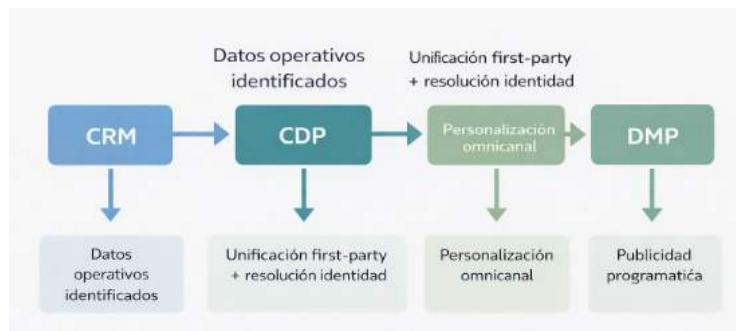 Datos operativos
identificados
Unificación first-party
+ resolución identidad
CRM
CDP
Personalización
omnicanal
DMP
Datos
operativos
identificados
Unificación first-party
+ resolución identidad
Personalización
omnicanal
Publicidad
programatića